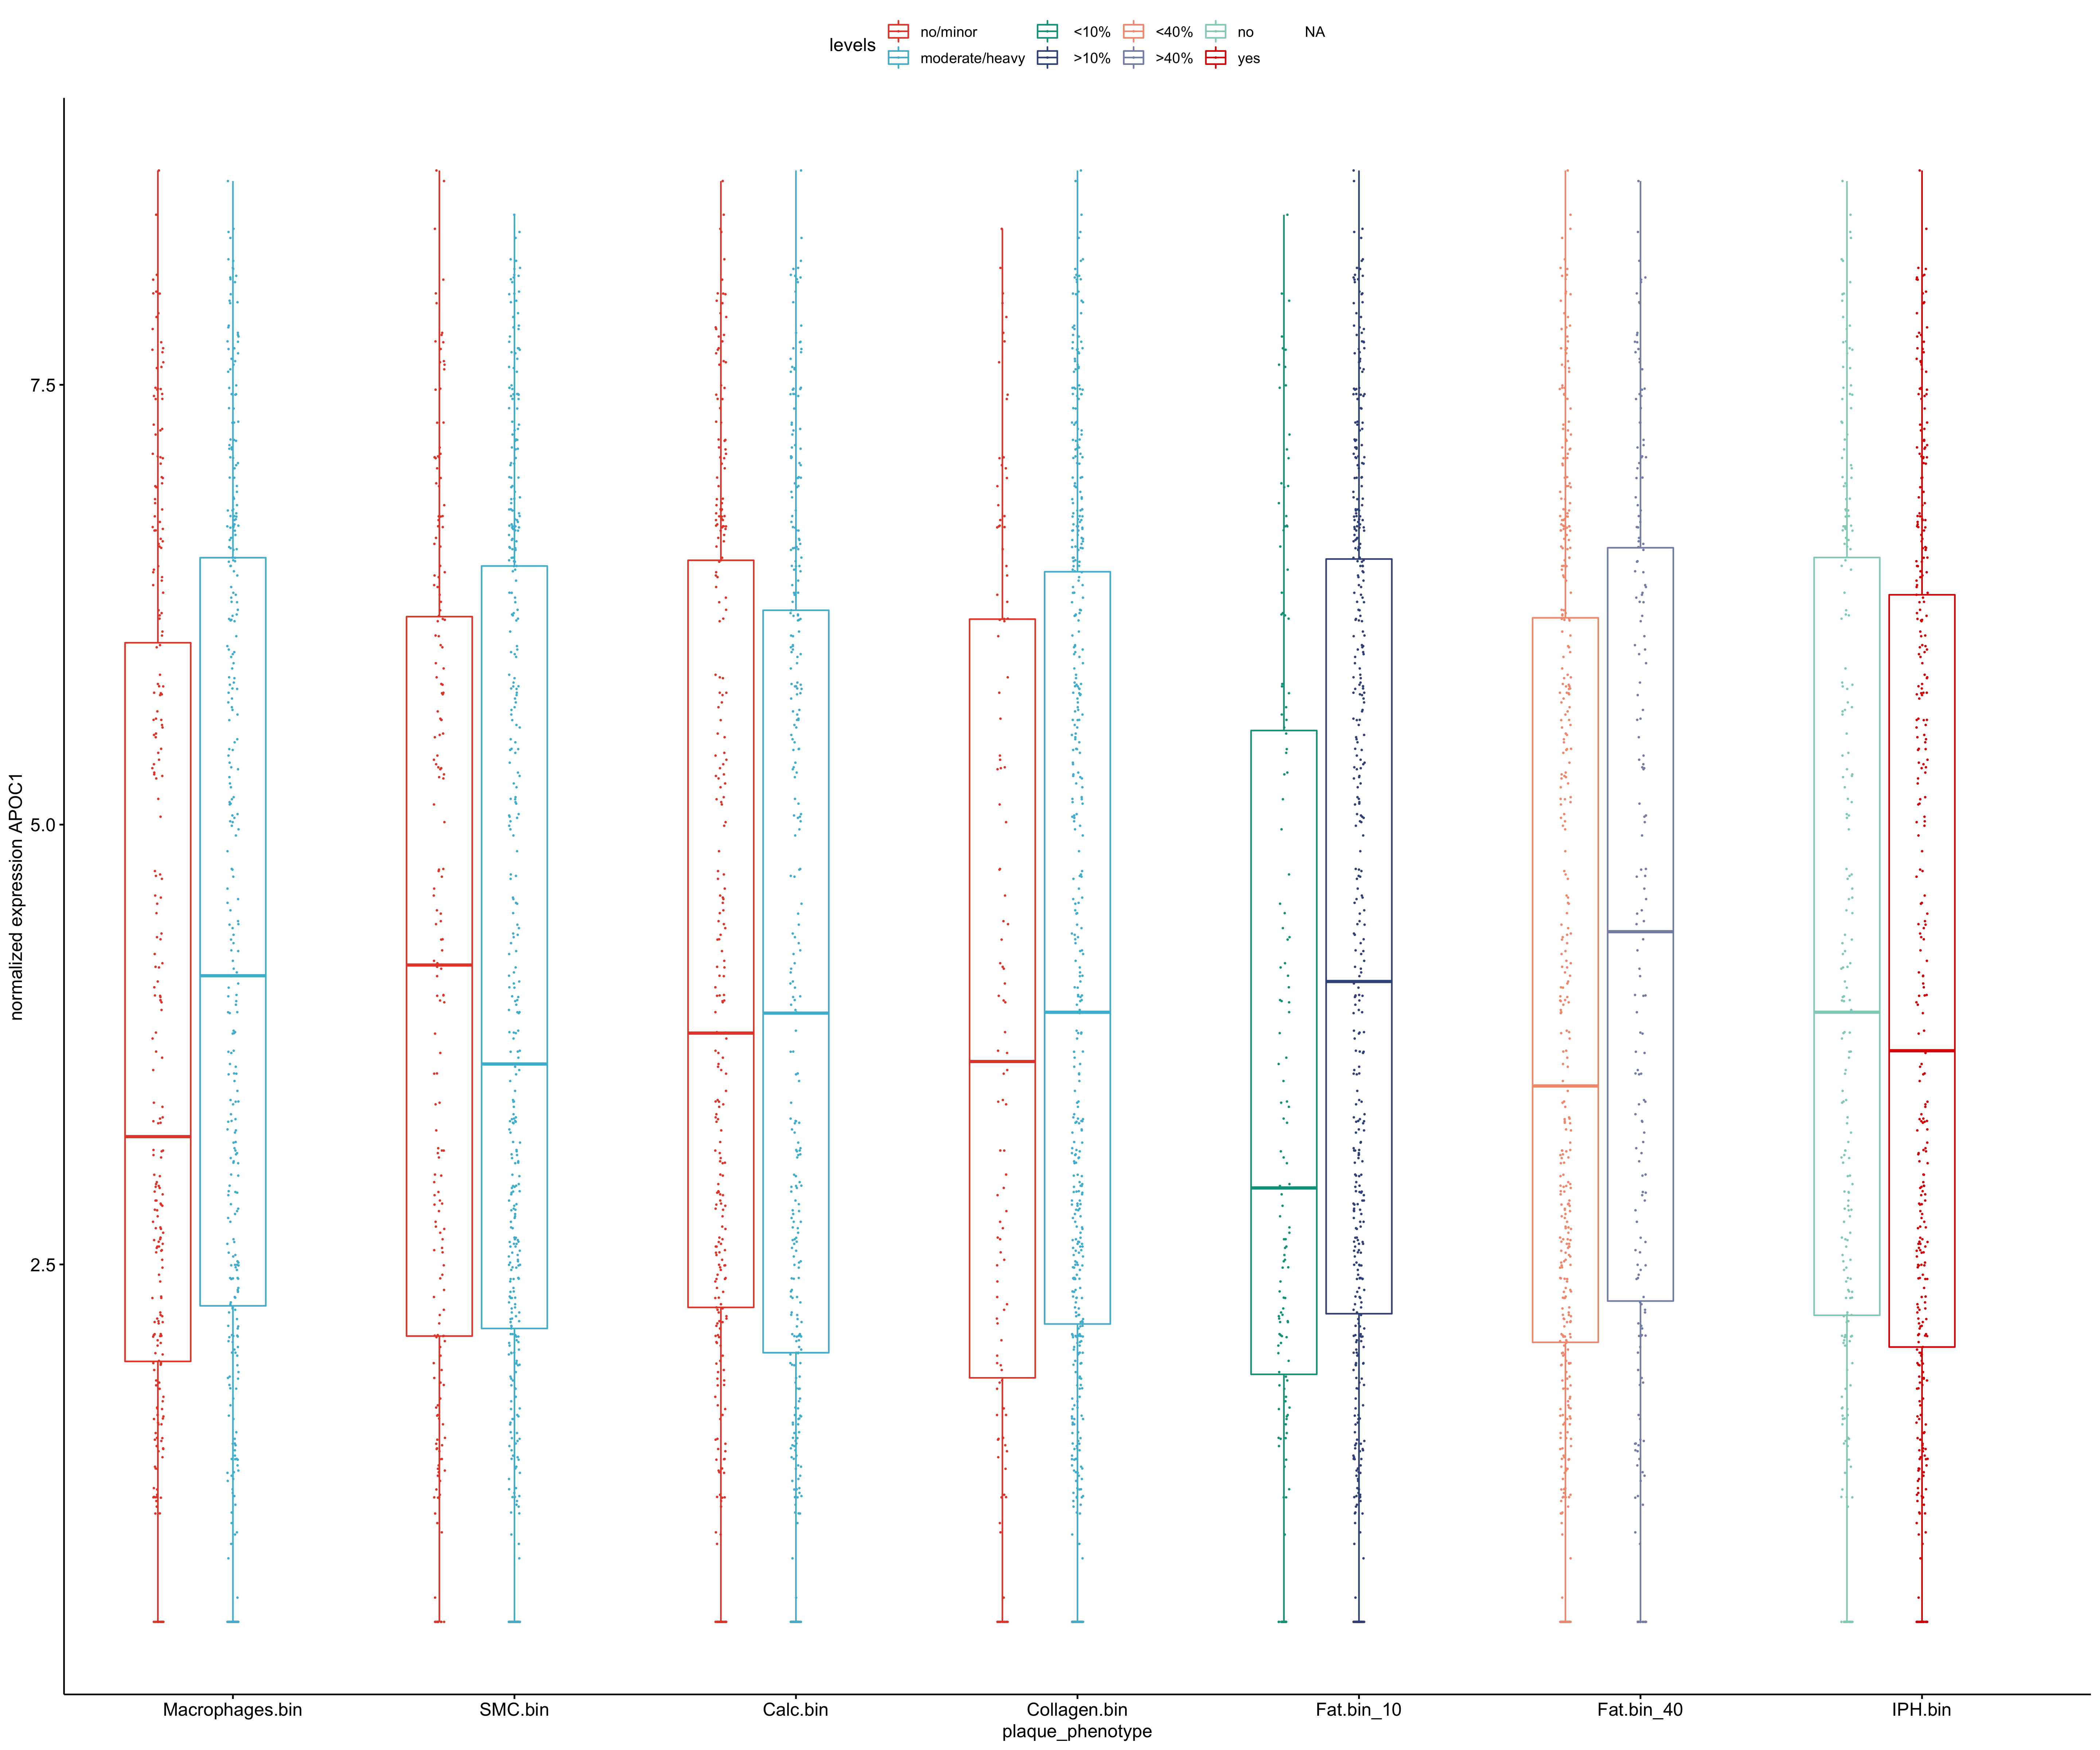 levels no/minor <10% <40% no NA
moderate/heavy >10% >40% yes
normalized expression APOC1
7.5
5.0
2.5
Macrophages.bin SMC.bin Calc.bin Collagen.bin Fat.bin_10 Fat.bin_40 IPH.bin
plaque_phenotype